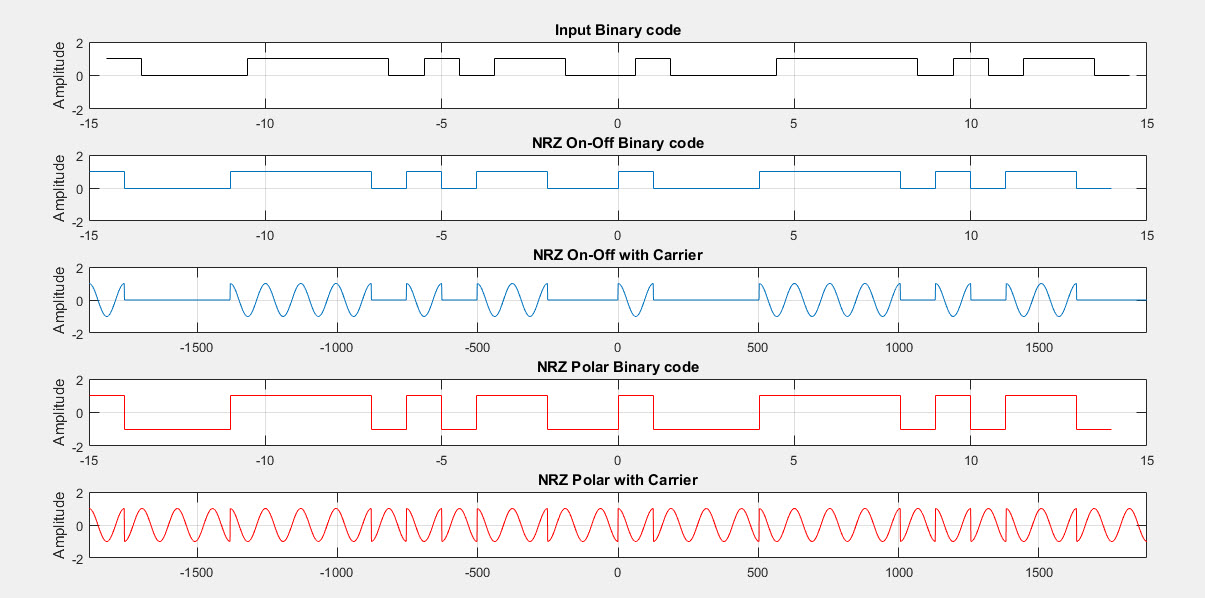 Input Binary code
Amplitude
2
0
-2
-15 -10 -5 0 5 10 15
NRZ On-Off Binary code
Amplitude
2
0
-2
-15 -10 -5 0 5 10 15
NRZ On-Off with Carrier
Amplitude
2
0
-2
-1500 -1000 -500 0 500 1000 1500
NRZ Polar Binary code
Amplitude
2
0
-2
-15 -10 -5 0 5 10 15
NRZ Polar with Carrier
Amplitude
2
0
-2
-1500 -1000 -500 0 500 1000 1500